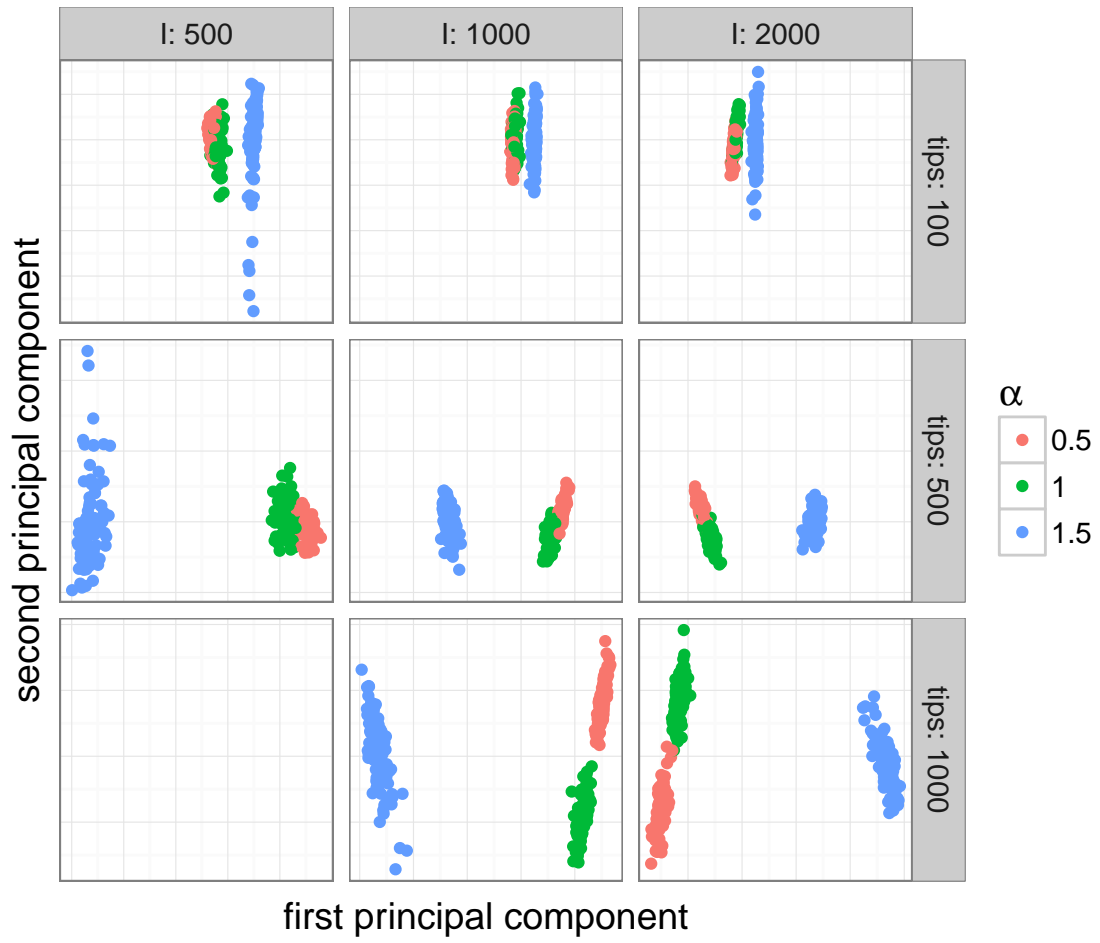 I: 500
I: 1000
I: 2000
tips: 100
tips: 500
tips: 1000
second principal component
first principal component
α
0.5
1
1.5